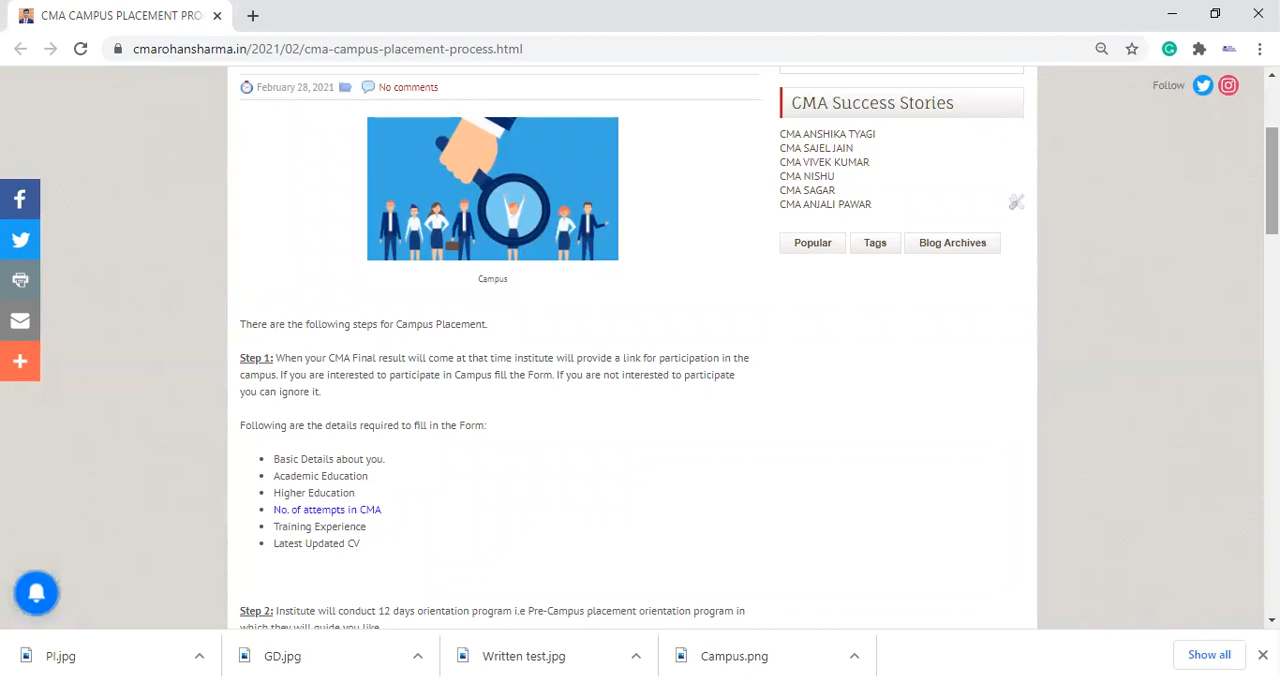 CMA CAMPUS PLACEMENT PRO
cmarohansharma.in/2021/02/cma-campus-placement-process.html
Follow
February 28, 2021
No comments
Campus
There are the following steps for Campus Placement.
Step 1: When your CMA Final result will come at that time institute will provide a link for participation in the
campus. If you are interested to participate in Campus fill the Form. If you are not interested to participate
you can ignore it.
Following are the details required to fill in the Form:
Basic Details about you.
Academic Education
Higher Education
No. of attempts in CMA
Training Experience
Latest Updated CV
Step 2: Institute will conduct 12 days orientation program i.e Pre-Campus placement orientation program in
which they will guide you like
CMA Success Stories
CMA ANSHIKA TYAGI
CMA SAJEL JAIN
CMA VIVEK KUMAR
CMA NISHU
CMA SAGAR
CMA ANJALI PAWAR
Popular
Tags
Blog Archives
PI.jpg
GD.jpg
Written test.jpg
Campus.png
Show all